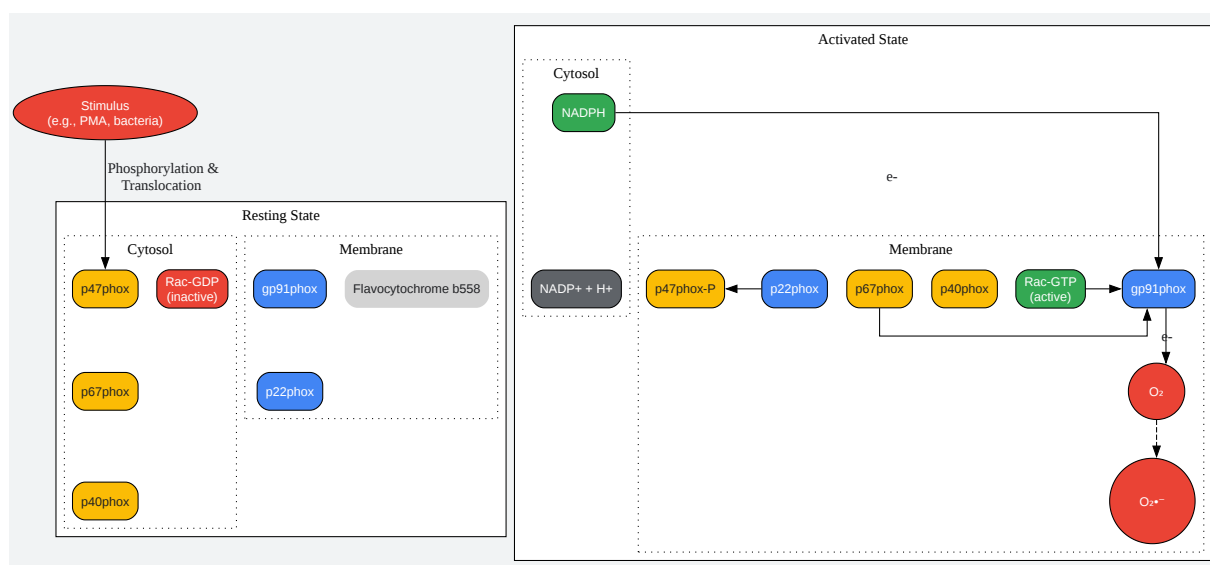 Activated State
Cytosol
NADPH
Stimulus
(e.g., PMA, bacteria)
Phosphorylation &
Translocation
e-
Resting State
Cytosol
Membrane
Membrane
p47phox
Rac-GDP
(inactive)
gp91phox
Flavocytochrome b558
NADP+ + H+
p47phox-P
p22phox
p67phox
p40phox
Rac-GTP
(active)
gp91phox
e-
p67phox
p22phox
O₂
p40phox
O₂•⁻